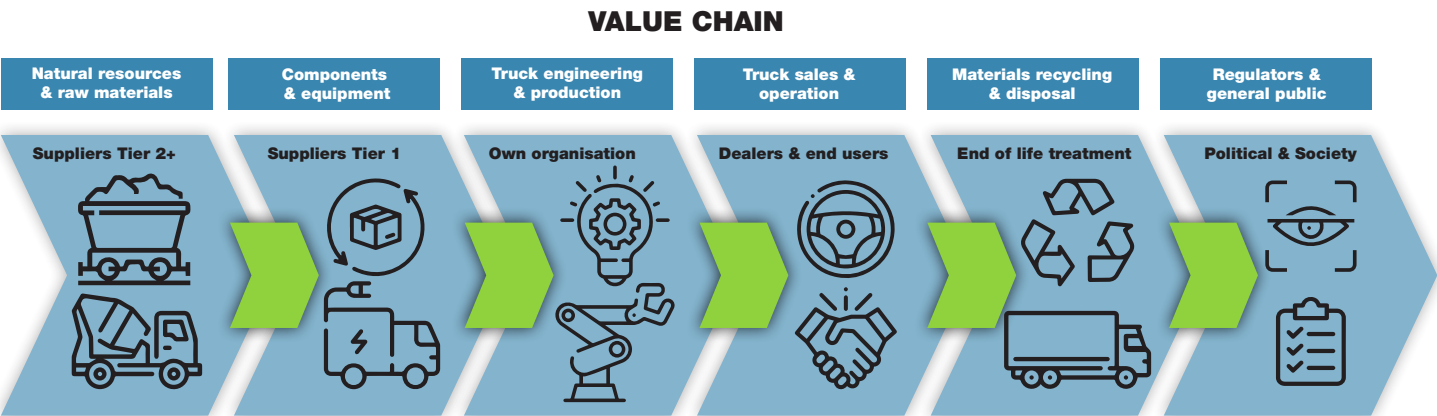 VALUE CHAIN
Natural resources
& raw materials
Components
& equipment
Truck engineering
& production
Truck sales &
operation
Materials recycling
& disposal
Regulators &
general public
Suppliers Tier 2+
Suppliers Tier 1
Own organisation
Dealers & end users
End of life treatment
Political & Society